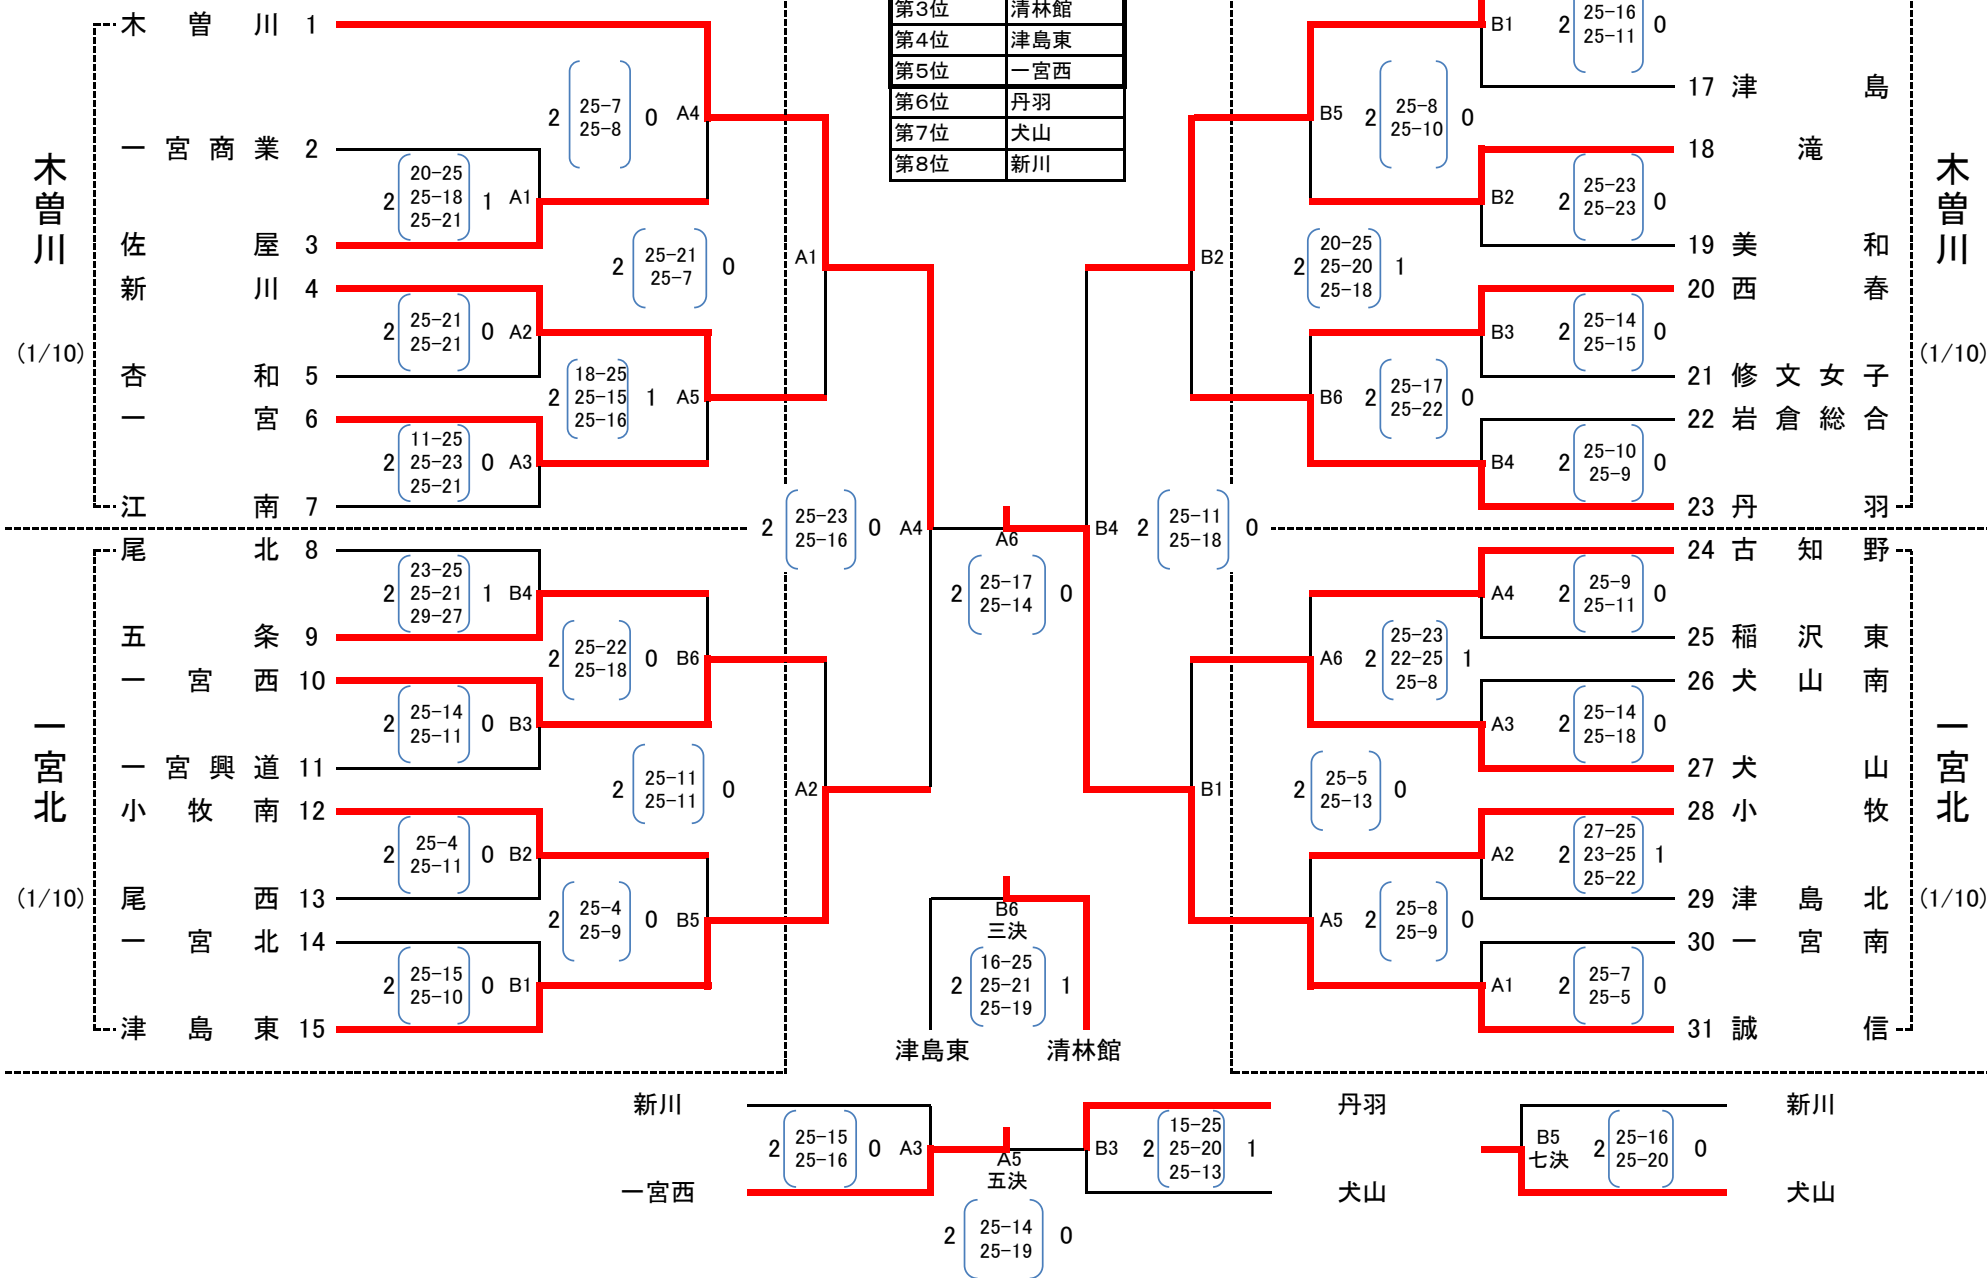 第3位 清林館
第4位 津島東
第5位 一宮西
第6位 丹羽
第7位 犬山
第8位 新川
木曽川
(1/10)
木曽川 1
一宮商業 2
佐屋 3
新川 4
杏和 5
一宮 6
江南 7
2 25-7 25-8 0 A4
2 20-25 25-18 25-21 1 A1
2 25-21 25-7 0 A1
2 25-21 25-21 0 A2
2 18-25 25-15 25-16 1 A5
2 11-25 25-23 25-21 0 A3
2 25-23 25-16 0 A4
一宮北
(1/10)
尾北 8
五条 9
一宮西 10
一宮興道 11
小牧南 12
尾西 13
一宮北 14
津島東 15
2 23-25 25-21 29-27 1 B4
2 25-22 25-18 0 B6
2 25-14 25-11 0 B3
2 25-11 25-11 0 A2
2 25-4 25-11 0 B2
2 25-4 25-9 0 B5
2 25-15 25-10 0 B1
A6
2 25-17 25-14 0
B6
三決
2 16-25 25-21 25-19 1
津島東 清林館
B1 2 25-16 25-11 0
B5 2 25-8 25-10 0
B2 2 25-23 25-23 0
B2 2 20-25 25-20 25-18 1
B3 2 25-14 25-15 0
B6 2 25-17 25-22 0
B4 2 25-10 25-9 0
B4 2 25-11 25-18 0
17 津島
18 滝
19 美和
20 西春
21 修文女子
22 岩倉総合
23 丹羽
木曽川
(1/10)
A4 2 25-9 25-11 0
A6 2 25-23 22-25 25-8 1
A3 2 25-14 25-18 0
B1 2 25-5 25-13 0
A2 2 27-25 23-25 25-22 1
A5 2 25-8 25-9 0
A1 2 25-7 25-5 0
24 古知野
25 稲沢東
26 犬山南
27 犬山
28 小牧
29 津島北
30 一宮南
31 誠信
一宮北
(1/10)
新川
2 25-15 25-16 0 A3
一宮西
A5
五決
2 25-14 25-19 0
丹羽
B3 2 15-25 25-20 25-13 1
犬山
新川
B5
七決
2 25-16 25-20 0
犬山